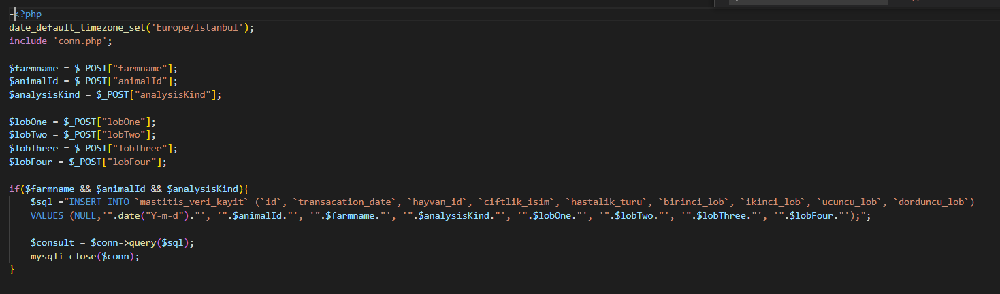 -<?php
date_default_timezone_set('Europe/Istanbul');
include 'conn.php';
$farmname = $_POST["farmname"];
$animalId = $_POST["animalId"];
$analysisKind = $_POST["analysisKind"];
$lobOne = $_POST["lobOne"];
$lobTwo = $_POST["lobTwo"];
$lobThree = $_POST["lobThree"];
$lobFour = $_POST["lobFour"];
if($farmname && $animalId && $analysisKind){
$sql ="INSERT INTO `mastitis_veri_kayit` (`id`, `transacation_date`, `hayvan_id`, `ciftlik_isim`, `hastalik_turu`, `birinci_lob`, `ikinci_lob`, `ucuncu_lob`, `dorduncu_lob`)
VALUES (NULL,'".date("Y-m-d")."', '".$animalId."', '".$farmname."', '".$analysisKind."', '".$lobOne."', '".$lobTwo."', '".$lobThree."', '".$lobFour."');";
$consult = $conn->query($sql);
mysqli_close($conn);
}